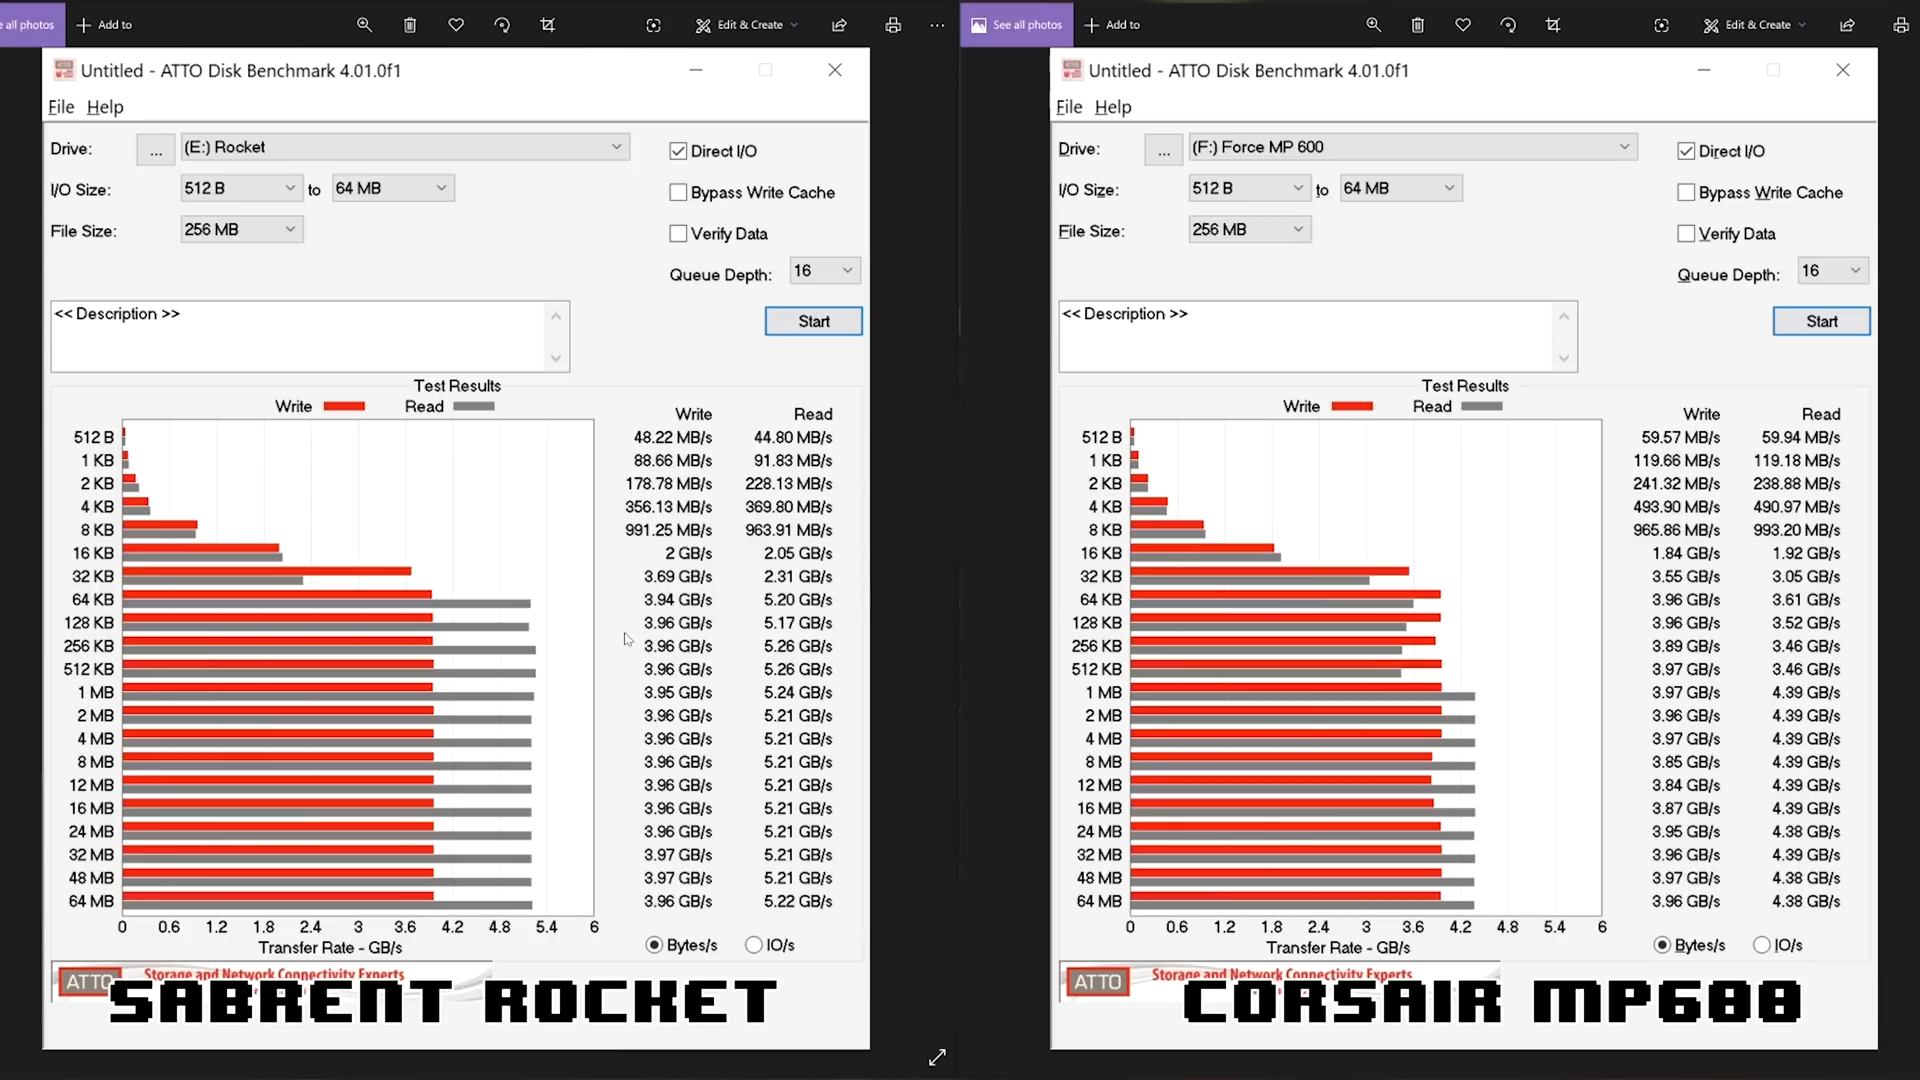 e all photos Add to Edit & Create
Untitled - ATTO Disk Benchmark 4.01.0f1
File Help
Drive: ... (E:) Rocket Direct I/O
I/O Size: 512 B to 64 MB Bypass Write Cache
File Size: 256 MB Verify Data
Queue Depth: 16
<< Description >> Start
Test Results
Write Read
Write Read
512 B 48.22 MB/s 44.80 MB/s
1 KB 88.66 MB/s 91.83 MB/s
2 KB 178.78 MB/s 228.13 MB/s
4 KB 356.13 MB/s 369.80 MB/s
8 KB 991.25 MB/s 963.91 MB/s
16 KB 2 GB/s 2.05 GB/s
32 KB 3.69 GB/s 2.31 GB/s
64 KB 3.94 GB/s 5.20 GB/s
128 KB 3.96 GB/s 5.17 GB/s
256 KB 3.96 GB/s 5.26 GB/s
512 KB 3.96 GB/s 5.26 GB/s
1 MB 3.95 GB/s 5.24 GB/s
2 MB 3.96 GB/s 5.21 GB/s
4 MB 3.96 GB/s 5.21 GB/s
8 MB 3.96 GB/s 5.21 GB/s
12 MB 3.96 GB/s 5.21 GB/s
16 MB 3.96 GB/s 5.21 GB/s
24 MB 3.96 GB/s 5.21 GB/s
32 MB 3.97 GB/s 5.21 GB/s
48 MB 3.97 GB/s 5.21 GB/s
64 MB 3.96 GB/s 5.22 GB/s
0 0.6 1.2 1.8 2.4 3 3.6 4.2 4.8 5.4 6
Transfer Rate - GB/s Bytes/s IO/s
ATTO Storage and Network Connectivity Experts
SABRENT ROCKET
See all photos Add to Edit & Create
Untitled - ATTO Disk Benchmark 4.01.0f1
File Help
Drive: ... (F:) Force MP 600 Direct I/O
I/O Size: 512 B to 64 MB Bypass Write Cache
File Size: 256 MB Verify Data
Queue Depth: 16
<< Description >> Start
Test Results
Write Read
Write Read
512 B 59.57 MB/s 59.94 MB/s
1 KB 119.66 MB/s 119.18 MB/s
2 KB 241.32 MB/s 238.88 MB/s
4 KB 493.90 MB/s 490.97 MB/s
8 KB 965.86 MB/s 993.20 MB/s
16 KB 1.84 GB/s 1.92 GB/s
32 KB 3.55 GB/s 3.05 GB/s
64 KB 3.96 GB/s 3.61 GB/s
128 KB 3.96 GB/s 3.52 GB/s
256 KB 3.89 GB/s 3.46 GB/s
512 KB 3.97 GB/s 3.46 GB/s
1 MB 3.97 GB/s 4.39 GB/s
2 MB 3.96 GB/s 4.39 GB/s
4 MB 3.97 GB/s 4.39 GB/s
8 MB 3.85 GB/s 4.39 GB/s
12 MB 3.84 GB/s 4.39 GB/s
16 MB 3.87 GB/s 4.39 GB/s
24 MB 3.95 GB/s 4.38 GB/s
32 MB 3.96 GB/s 4.39 GB/s
48 MB 3.97 GB/s 4.38 GB/s
64 MB 3.96 GB/s 4.38 GB/s
0 0.6 1.2 1.8 2.4 3 3.6 4.2 4.8 5.4 6
Transfer Rate - GB/s Bytes/s IO/s
ATTO Storage and Network Connectivity Experts
CORSAIR MP600